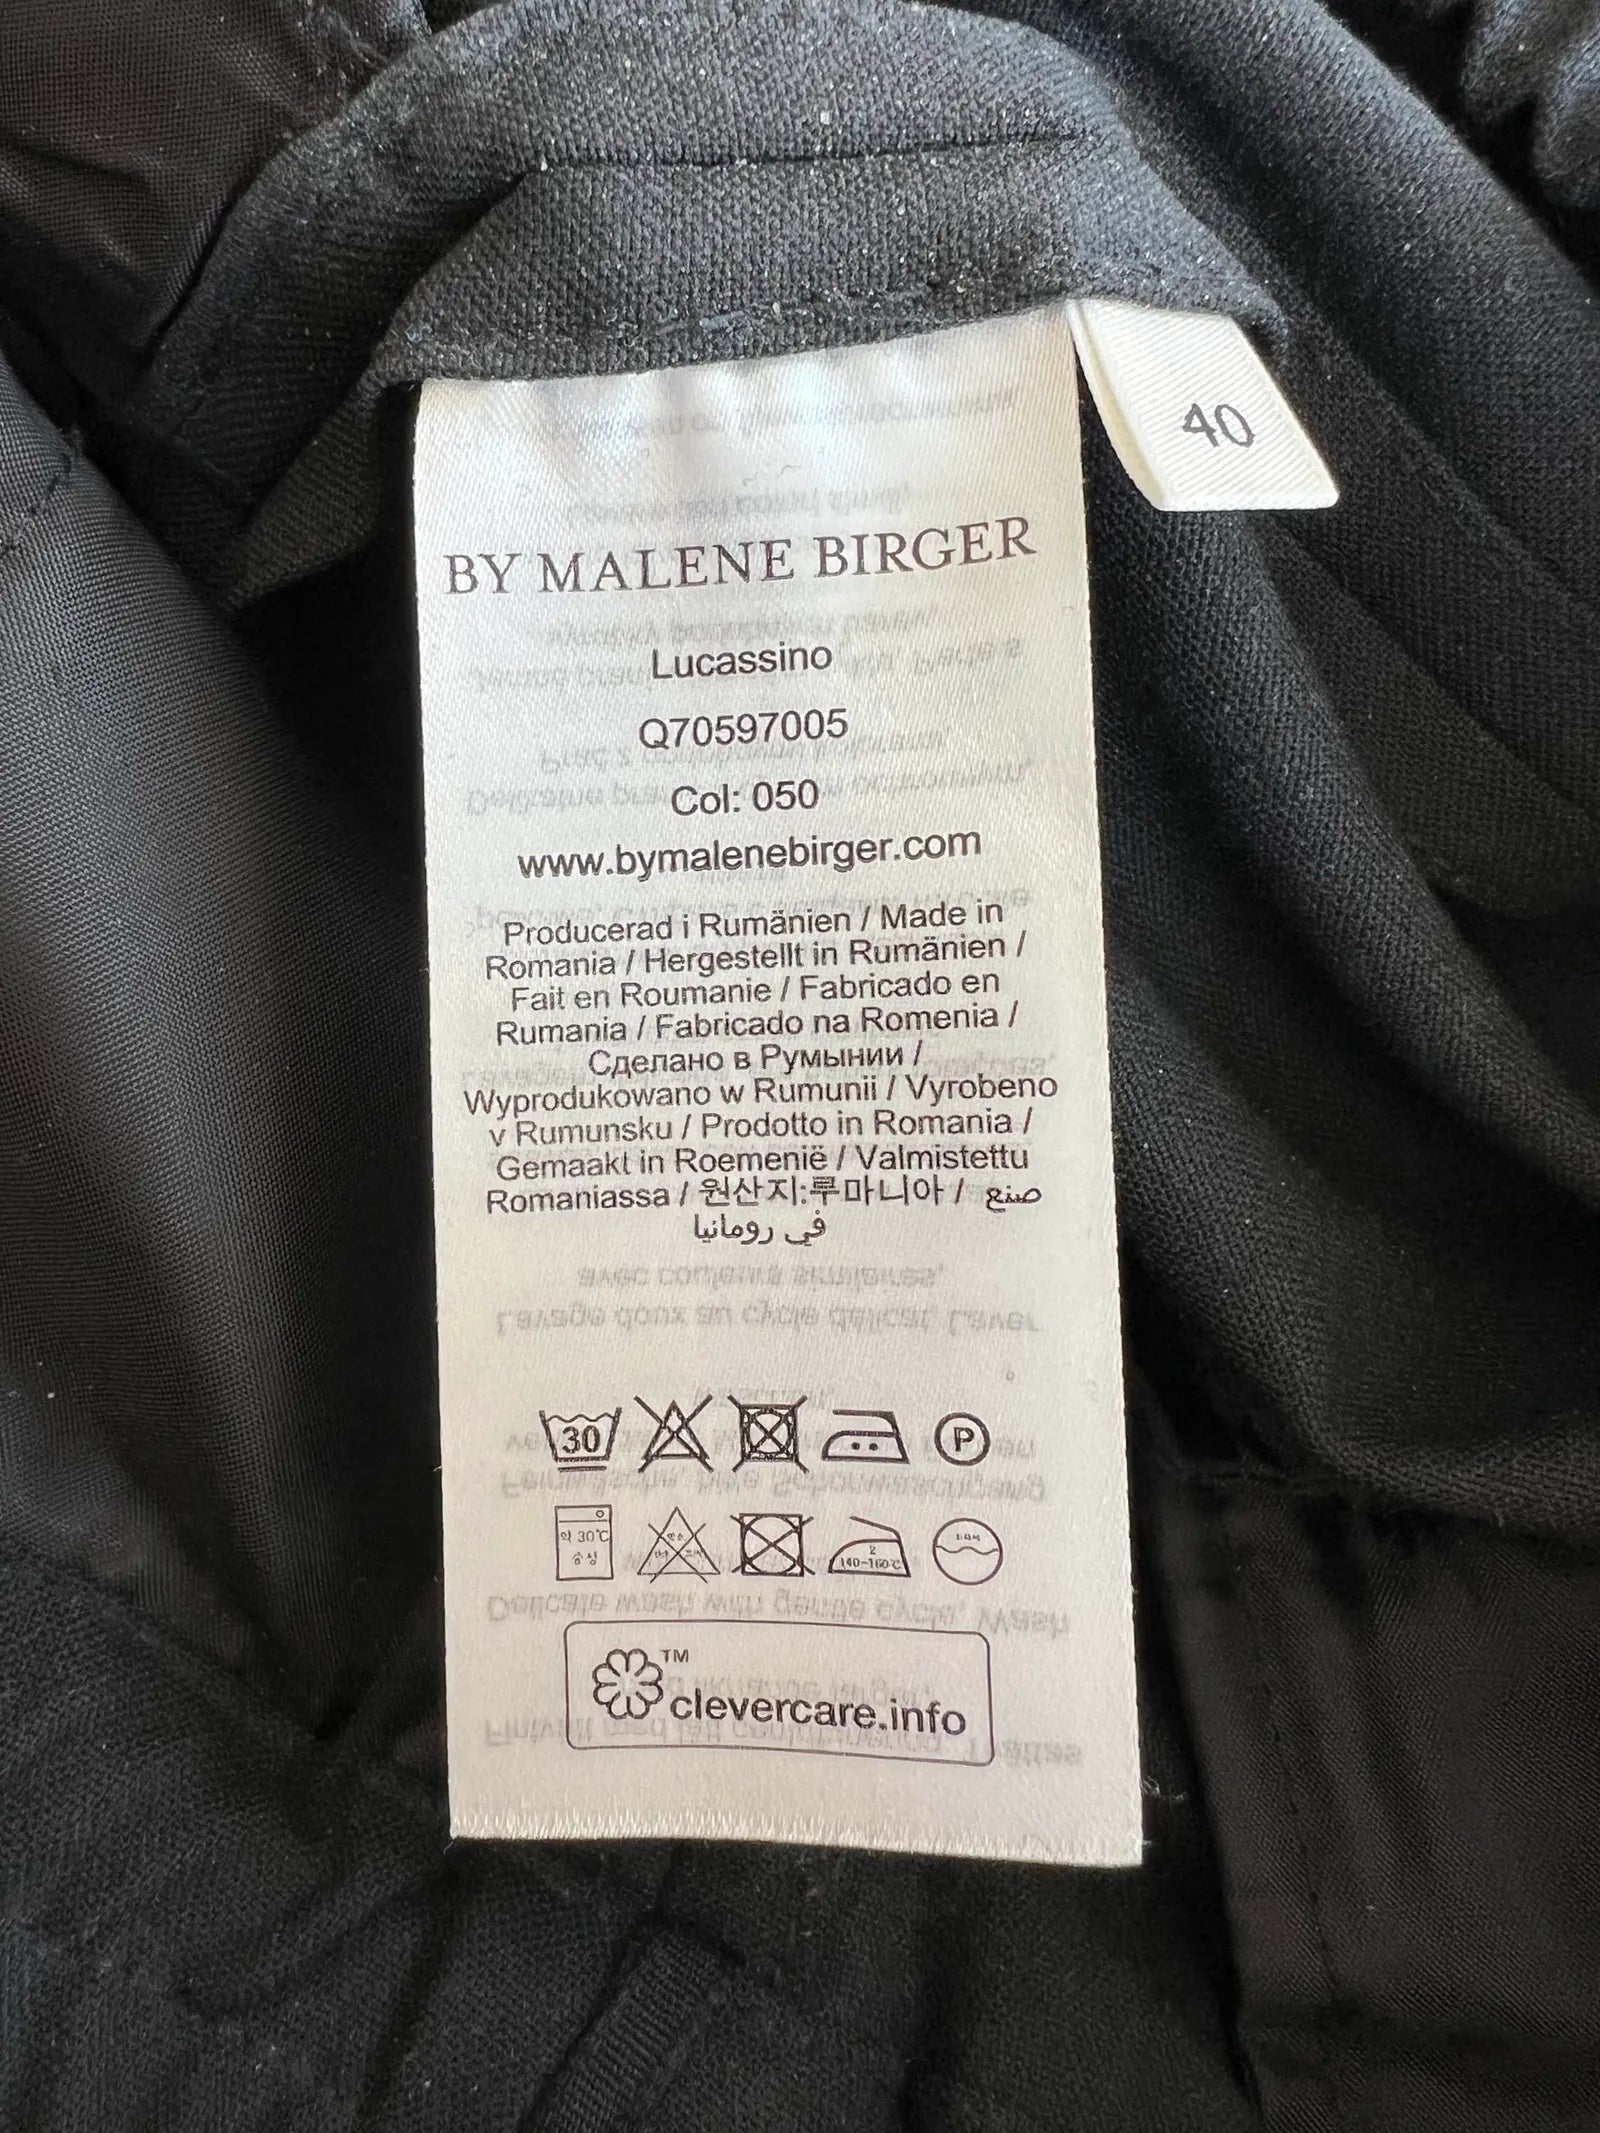 40
BY MALENE BIRGER
Lucassino
Q70597005
Col: 050
www.bymalenebirger.com
Producerad i Rumänien / Made in
Romania / Hergestellt in Rumänien /
Fait en Roumanie / Fabricado en
Rumania / Fabricado na Romenia /
Сделано в Румынии /
Wyprodukowano w Rumunii / Vyrobeno
v Rumunsku / Prodotto in Romania /
Gemaakt in Roemenië / Valmistettu
Romaniassa / 원산지:루마니아 / صنع
في رومانيا
30 P
약 30℃
중성
2
140~160℃
clevercare.info™